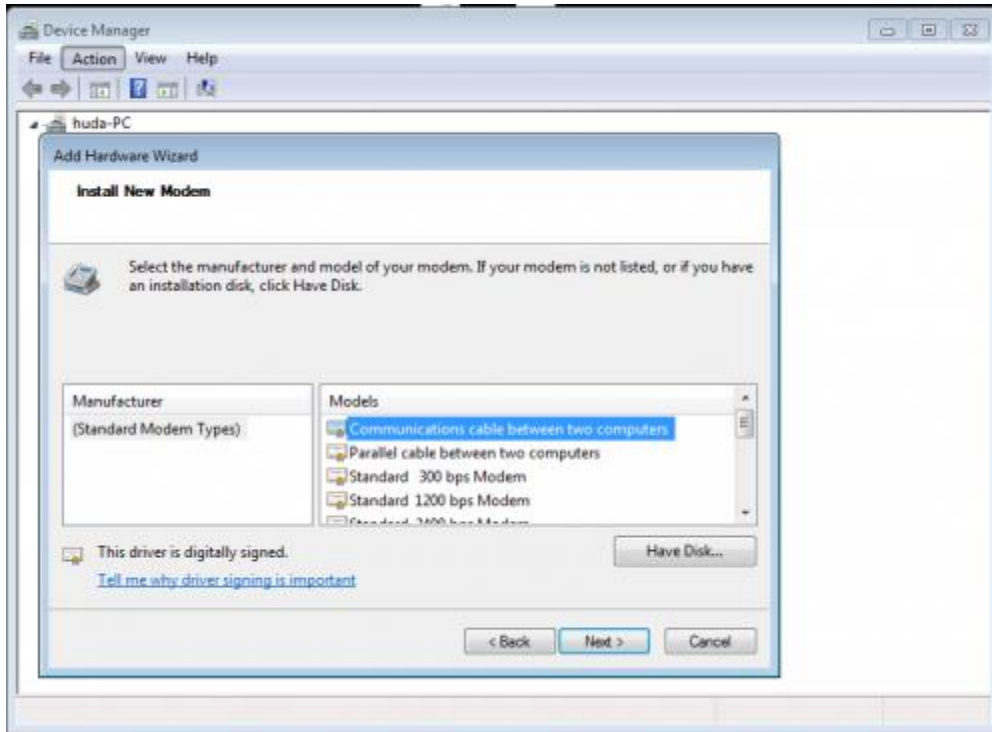 Device Manager
File Action View Help
huda-PC
Add Hardware Wizard
Install New Modem
Select the manufacturer and model of your modem. If your modem is not listed, or if you have
an installation disk, click Have Disk.
Manufacturer
(Standard Modem Types)
Models
Communications cable between two computers
Parallel cable between two computers
Standard 300 bps Modem
Standard 1200 bps Modem
Standard 2400 bps Modem
This driver is digitally signed.
Have Disk...
Tell me why driver signing is important
< Back Next > Cancel